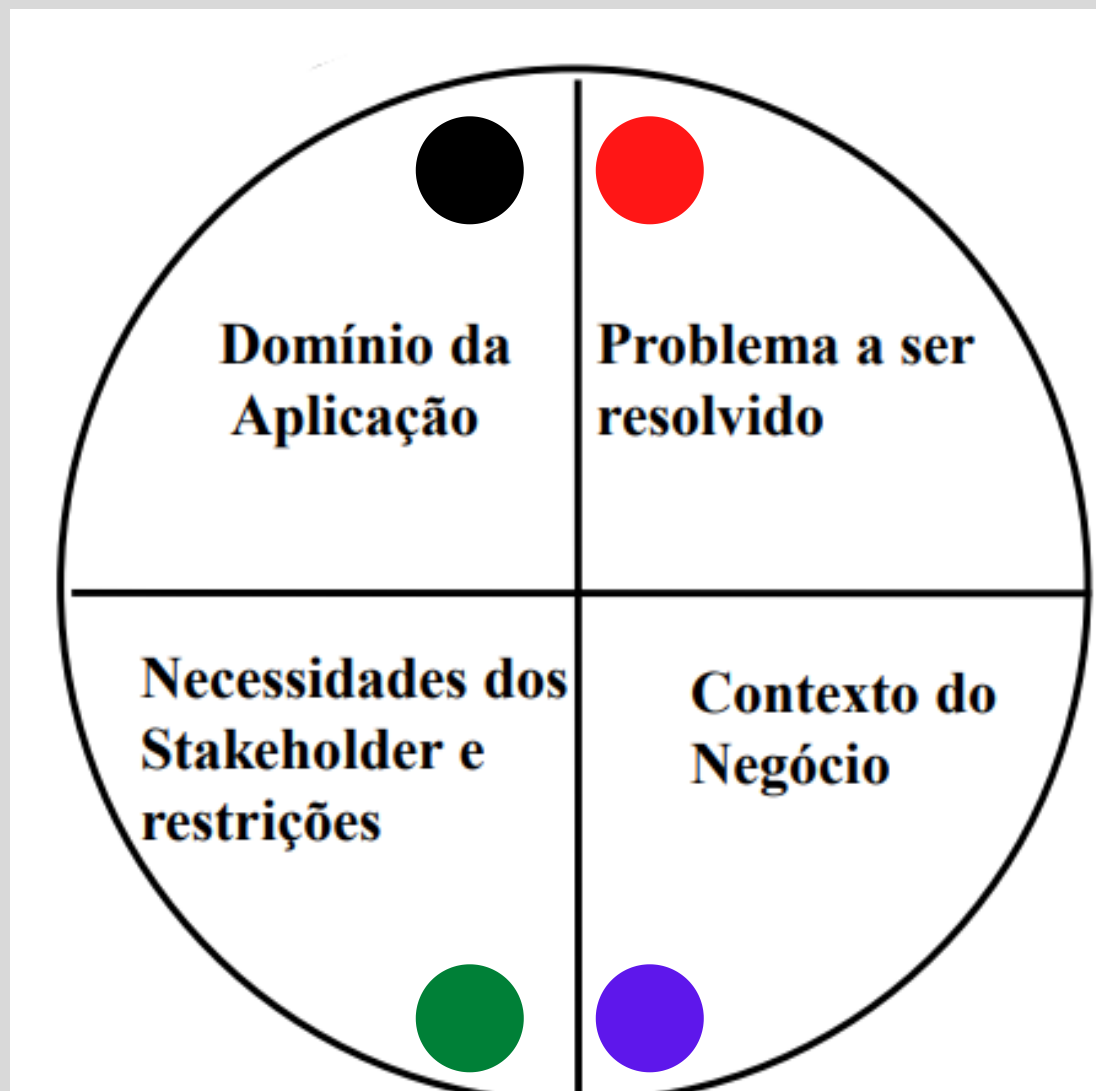 Domínio da
Aplicação
Problema a ser
resolvido
Necessidades dos
Stakeholder e
restrições
Contexto do
Negócio